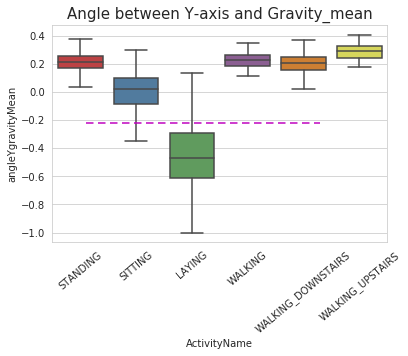 Angle between Y-axis and Gravity_mean
angleYgravityMean
0.4
0.2
0.0
−0.2
−0.4
−0.6
−0.8
−1.0
STANDING
SITTING
LAYING
WALKING
WALKING_DOWNSTAIRS
WALKING_UPSTAIRS
ActivityName